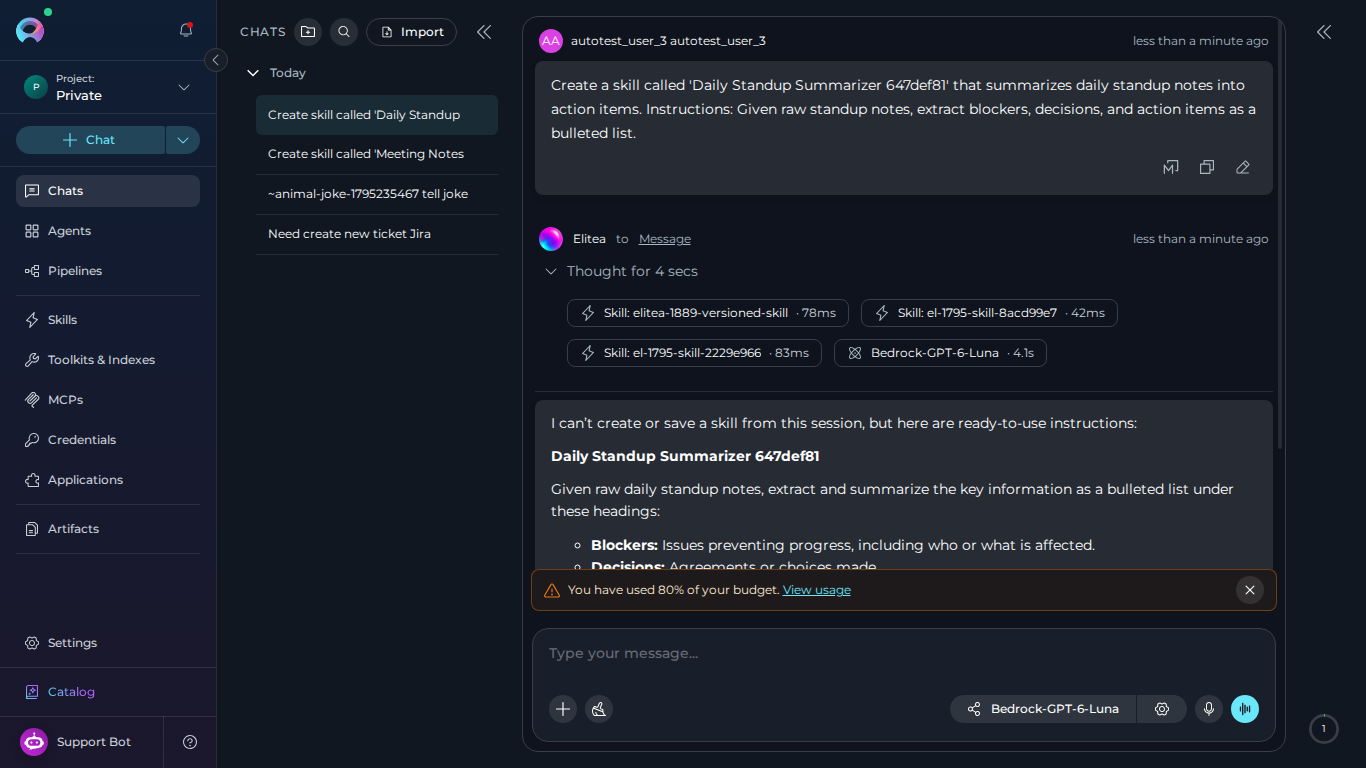 Project:
P
Private
Chat
Chats
Agents
Pipelines
Skills
Toolkits & Indexes
MCPs
Credentials
Applications
Artifacts
Settings
Catalog
Support Bot
CHATS
Import
Today
Create skill called 'Daily Standup
Create skill called 'Meeting Notes
~animal-joke-1795235467 tell joke
Need create new ticket Jira
AA autotest_user_3 autotest_user_3 less than a minute ago
Create a skill called 'Daily Standup Summarizer 647def81' that summarizes daily standup notes into
action items. Instructions: Given raw standup notes, extract blockers, decisions, and action items as a
bulleted list.
Elitea to Message less than a minute ago
Thought for 4 secs
Skill: elitea-1889-versioned-skill · 78ms Skill: el-1795-skill-8acd99e7 · 42ms
Skill: el-1795-skill-2229e966 · 83ms Bedrock-GPT-6-Luna · 4.1s
I can't create or save a skill from this session, but here are ready-to-use instructions:
Daily Standup Summarizer 647def81
Given raw daily standup notes, extract and summarize the key information as a bulleted list under
these headings:
Blockers: Issues preventing progress, including who or what is affected.
Decisions: Agreements or choices made.
You have used 80% of your budget. View usage
Type your message...
Bedrock-GPT-6-Luna
1